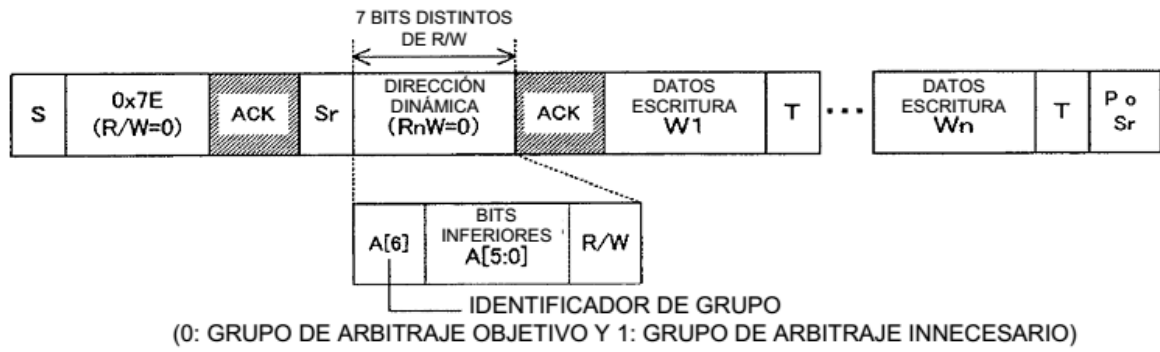 7 BITS DISTINTOS
DE R/W
S
0x7E
(R/W=0)
ACK
Sr
DIRECCIÓN
DINÁMICA
(RnW=0)
ACK
DATOS
ESCRITURA
W1
T
...
DATOS
ESCRITURA
Wn
T
P o
Sr
A[6]
BITS
INFERIORES
A[5:0]
R/W
IDENTIFICADOR DE GRUPO
(0: GRUPO DE ARBITRAJE OBJETIVO Y 1: GRUPO DE ARBITRAJE INNECESARIO)